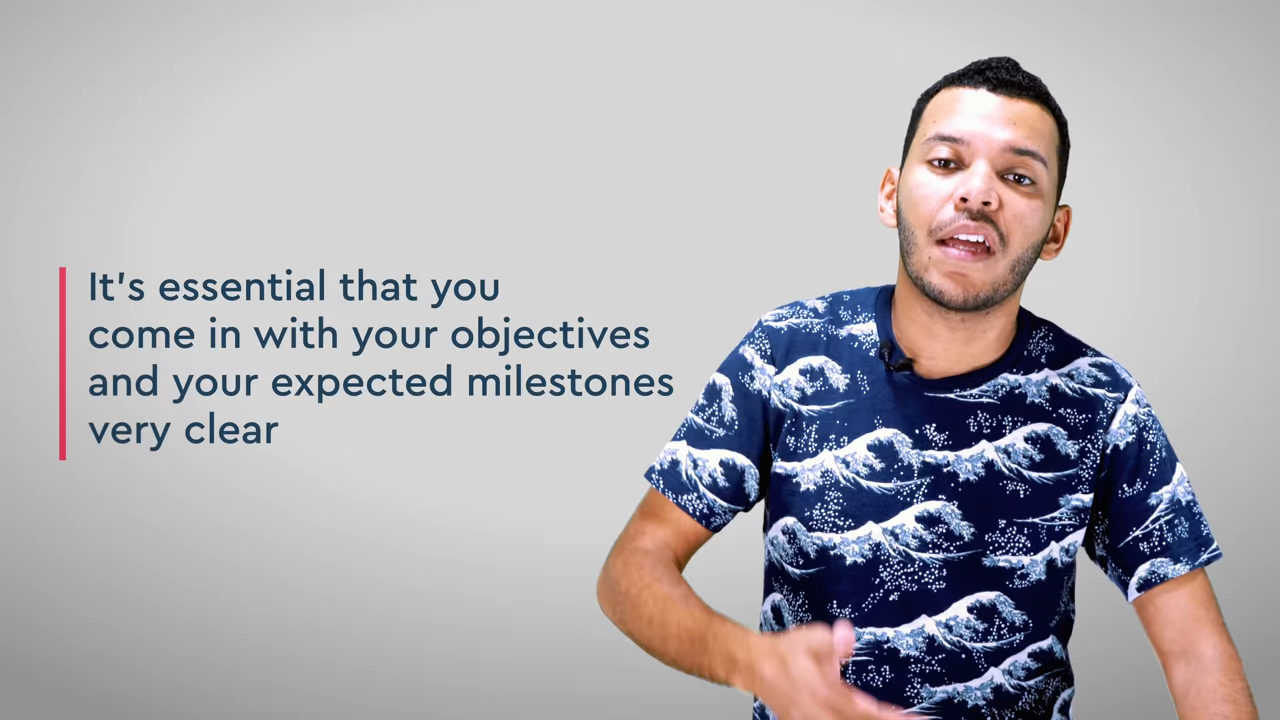 It's essential that you
come in with your objectives
and your expected milestones
very clear